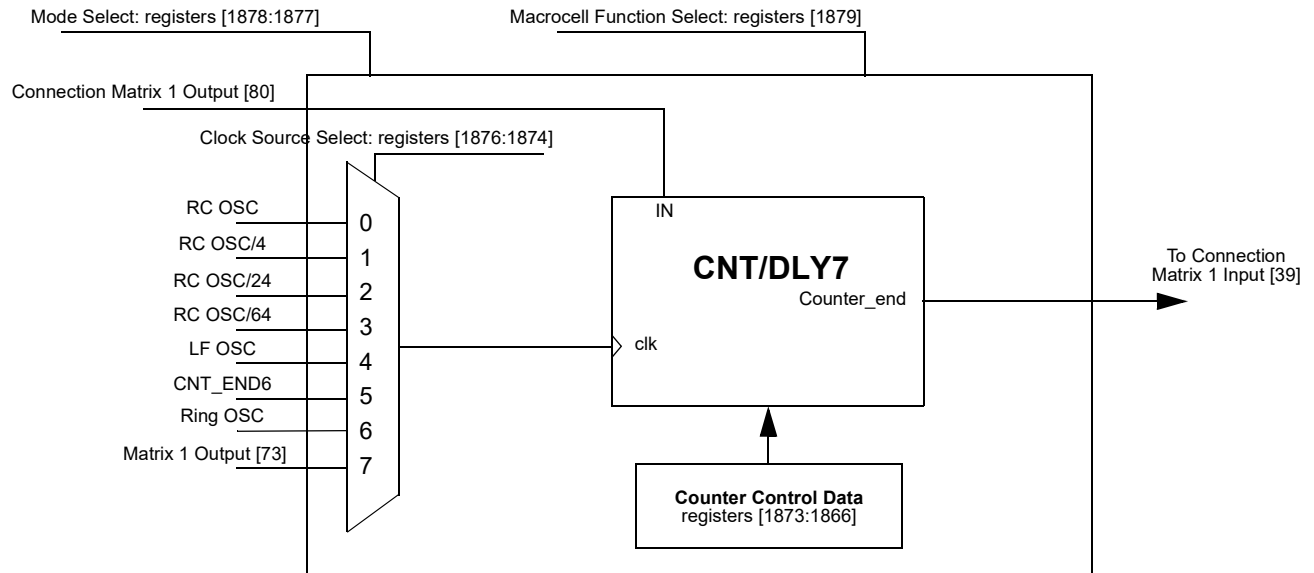 Mode Select: registers [1878:1877]
Macrocell Function Select: registers [1879]
Connection Matrix 1 Output [80]
Clock Source Select: registers [1876:1874]
RC OSC
0
RC OSC/4
1
RC OSC/24
2
RC OSC/64
3
LF OSC
4
CNT_END6
5
Ring OSC
6
Matrix 1 Output [73]
7
IN
CNT/DLY7
Counter_end
clk
To Connection
Matrix 1 Input [39]
Counter Control Data
registers [1873:1866]